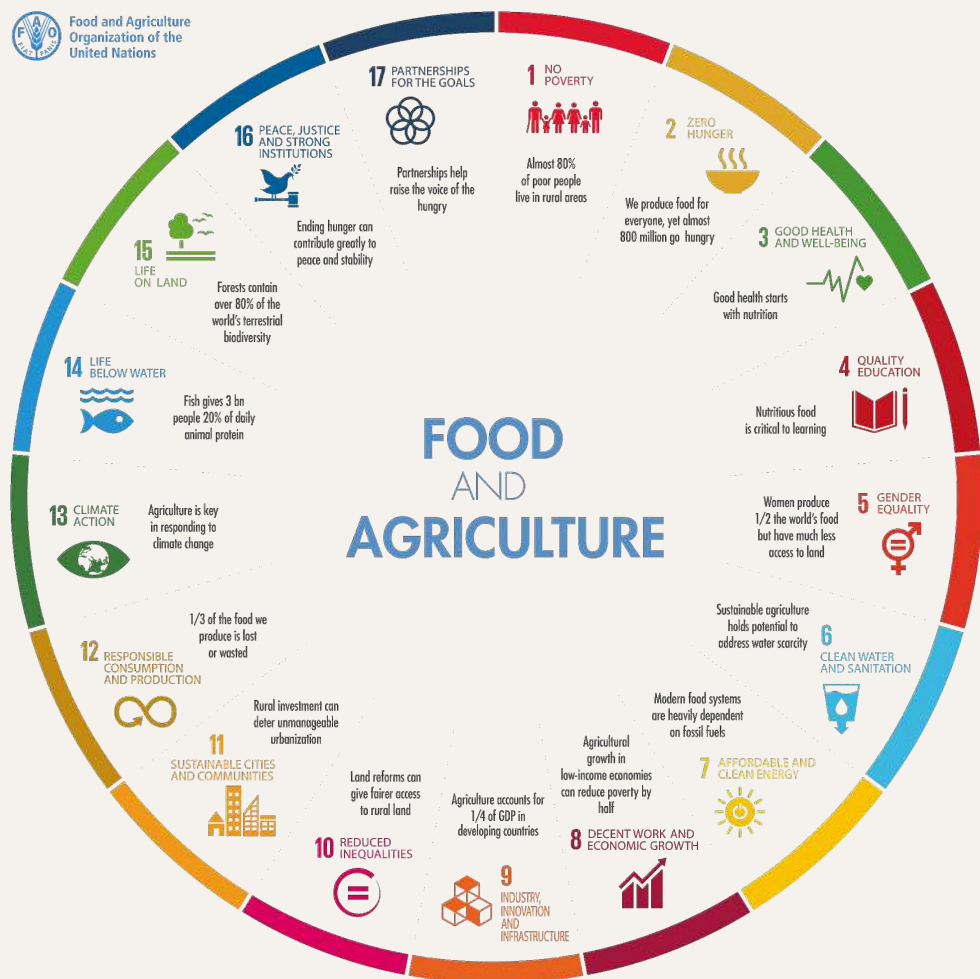 FAO
FIAT PANIS
Food and Agriculture
Organization of the
United Nations
1 NO
POVERTY
Almost 80%
of poor people
live in rural areas
2 ZERO
HUNGER
We produce food for
everyone, yet almost
800 million go hungry
3 GOOD HEALTH
AND WELL-BEING
Good health starts
with nutrition
4 QUALITY
EDUCATION
Nutritious food
is critical to learning
5 GENDER
EQUALITY
Women produce
1/2 the world's food
but have much less
access to land
6
CLEAN WATER
AND SANITATION
Sustainable agriculture
holds potential to
address water scarcity
7 AFFORDABLE AND
CLEAN ENERGY
Modern food systems
are heavily dependent
on fossil fuels
8 DECENT WORK AND
ECONOMIC GROWTH
Agricultural
growth in
low-income economies
can reduce poverty by
half
9
INDUSTRY,
INNOVATION
AND
INFRASTRUCTURE
Agriculture accounts for
1/4 of GDP in
developing countries
10 REDUCED
INEQUALITIES
Land reforms can
give fairer access
to rural land
11
SUSTAINABLE CITIES
AND COMMUNITIES
Rural investment can
deter unmanageable
urbanization
12 RESPONSIBLE
CONSUMPTION
AND PRODUCTION
1/3 of the food we
produce is lost
or wasted
13 CLIMATE
ACTION
Agriculture is key
in responding to
climate change
14 LIFE
BELOW WATER
Fish gives 3 bn
people 20% of daily
animal protein
15
LIFE
ON LAND
Forests contain
over 80% of the
world's terrestrial
biodiversity
16 PEACE, JUSTICE
AND STRONG
INSTITUTIONS
Ending hunger can
contribute greatly to
peace and stability
17 PARTNERSHIPS
FOR THE GOALS
Partnerships help
raise the voice of the
hungry
FOOD
AND
AGRICULTURE